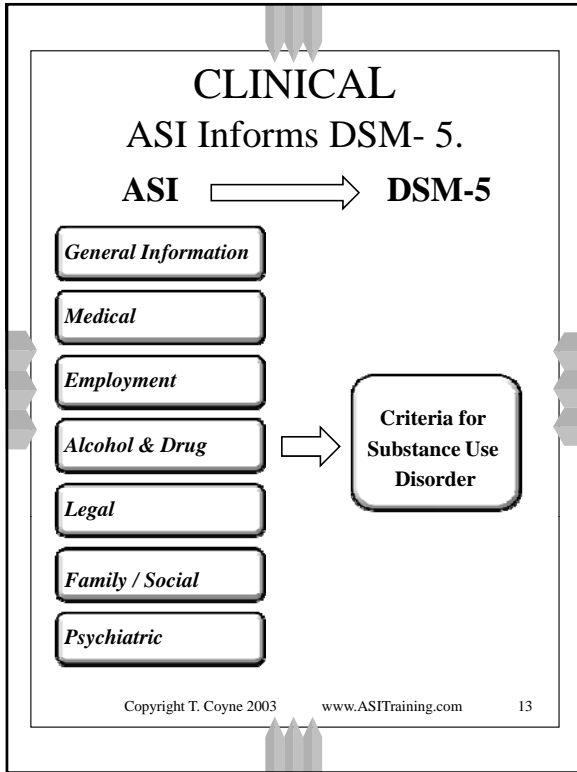 CLINICAL
ASI Informs DSM- 5.
ASI DSM-5
General Information
Medical
Employment
Alcohol & Drug
Legal
Family / Social
Psychiatric
Criteria for
Substance Use
Disorder
Copyright T. Coyne 2003 www.ASITraining.com 13